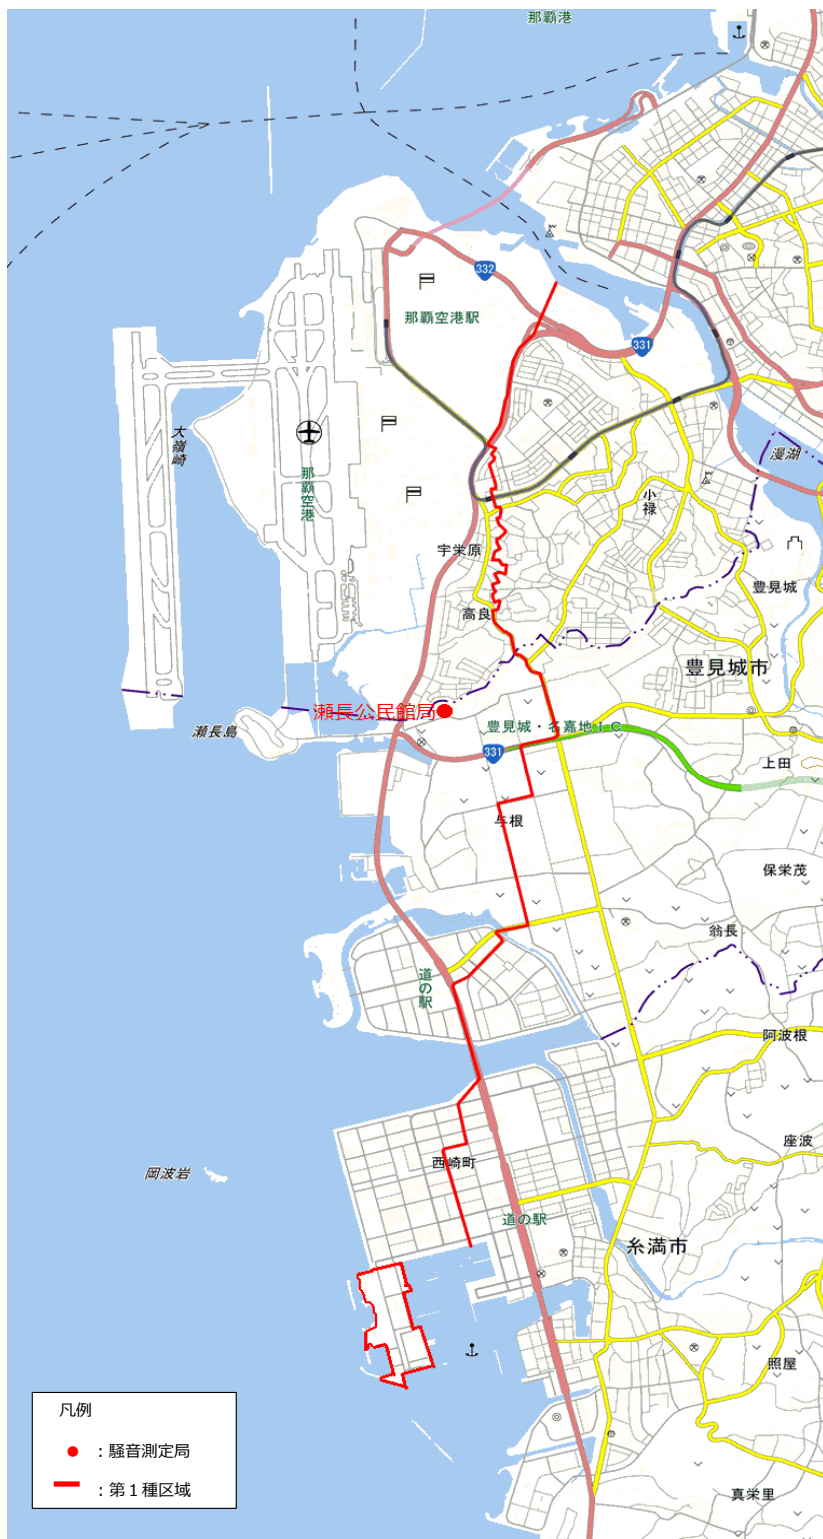 那覇港
332
那覇空港駅
331
大嶺崎
漫湖
那覇空港
小禄
宇栄原
豊見城
高良
豊見城市
瀬長公民館局
瀬長島
豊見城・名嘉地ＩＣ
331
上田
与根
保栄茂
翁長
道の駅
阿波根
座波
岡波岩
西崎町
道の駅
糸満市
照屋
凡例
：騒音測定局
：第１種区域
真栄里